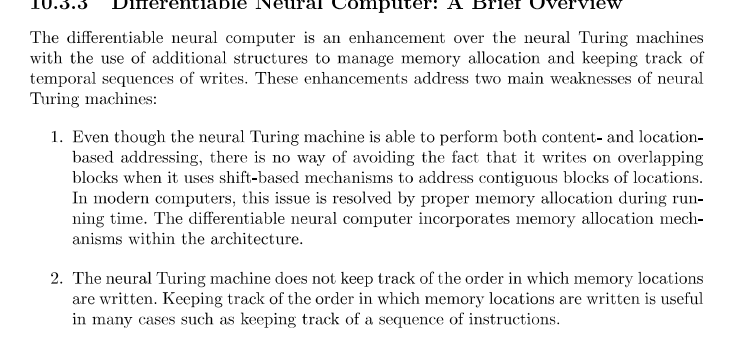 10.3.3 Differentiable Neural Computer: A Brief Overview
The differentiable neural computer is an enhancement over the neural Turing machines
with the use of additional structures to manage memory allocation and keeping track of
temporal sequences of writes. These enhancements address two main weaknesses of neural
Turing machines:
1. Even though the neural Turing machine is able to perform both content- and location-
based addressing, there is no way of avoiding the fact that it writes on overlapping
blocks when it uses shift-based mechanisms to address contiguous blocks of locations.
In modern computers, this issue is resolved by proper memory allocation during run-
ning time. The differentiable neural computer incorporates memory allocation mech-
anisms within the architecture.
2. The neural Turing machine does not keep track of the order in which memory locations
are written. Keeping track of the order in which memory locations are written is useful
in many cases such as keeping track of a sequence of instructions.